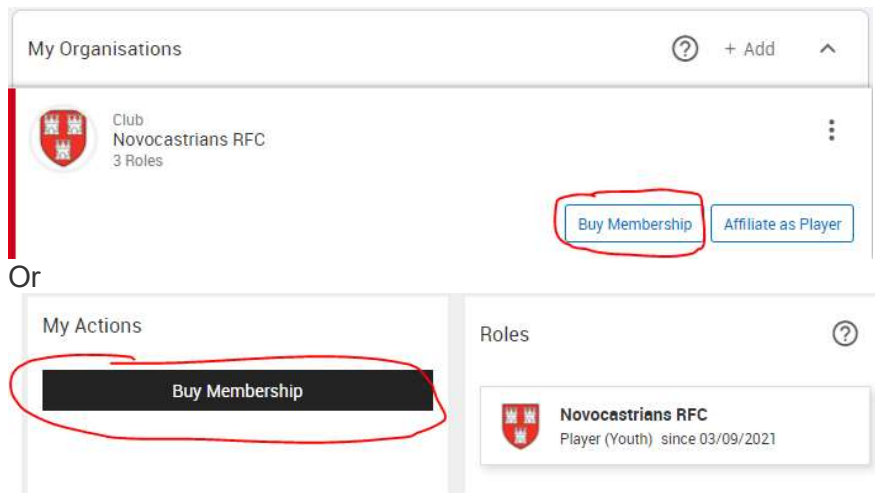 My Organisations
? + Add
Club
Novocastrians RFC
3 Roles
Buy Membership Affiliate as Player
Or
My Actions
Buy Membership
Roles ?
Novocastrians RFC
Player (Youth) since 03/09/2021